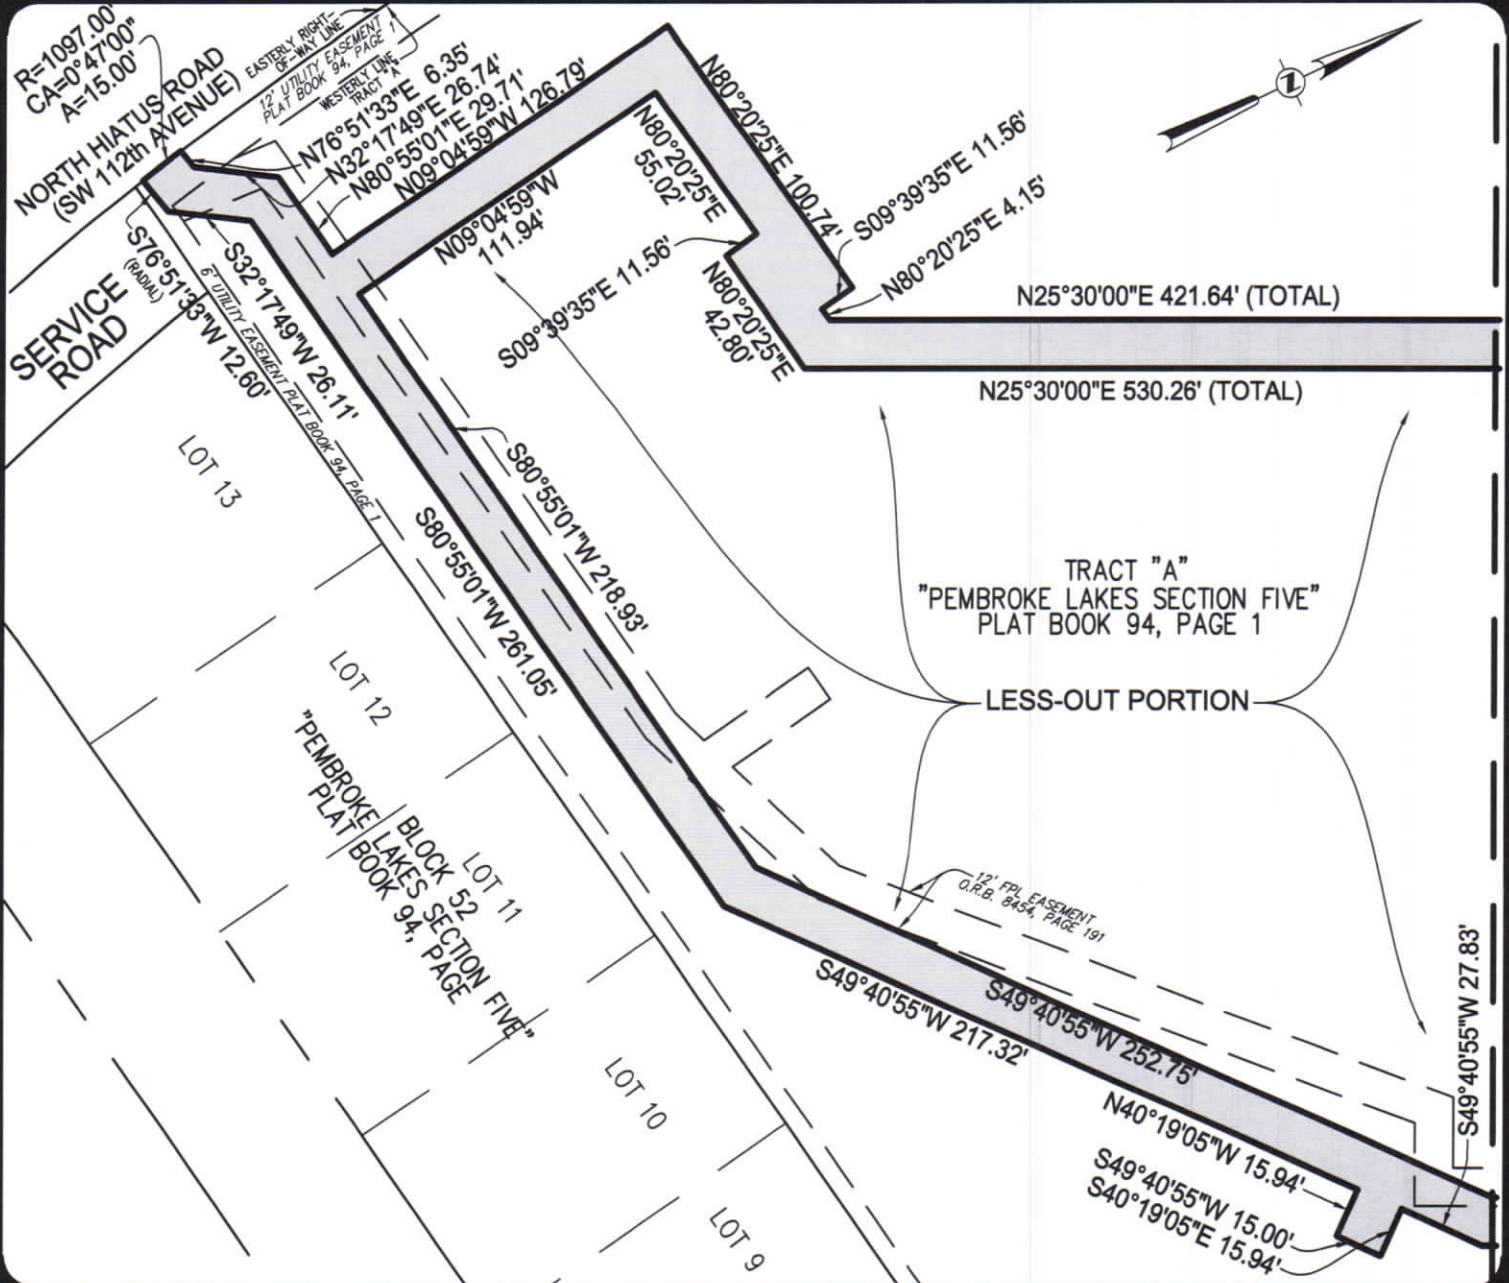 R=1097.00'
CA=0°47'00"
A=15.00'
NORTH HIATUS ROAD
(SW 112th AVENUE)
EASTERLY RIGHT-
OF-WAY LINE
12' UTILITY EASEMENT
PLAT BOOK 94, PAGE 1
WESTERLY LINE
TRACT "A"
N76°51'33"E 6.35'
N32°17'49"E 26.74'
N80°55'01"E 29.71'
N09°04'59"W 126.79'
N80°20'25"E 100.74'
N80°20'25"E
55.02'
N09°04'59"W
111.94'
S09°39'35"E 11.56'
N80°20'25"E 4.15'
S09°39'35"E 11.56'
N80°20'25"E
42.80'
N25°30'00"E 421.64' (TOTAL)
N25°30'00"E 530.26' (TOTAL)
Z
SERVICE
ROAD
S76°51'33"W 12.60'
(RADIAL)
S32°17'49"W 26.11'
6' UTILITY EASEMENT PLAT BOOK 94, PAGE 1
S80°55'01"W 218.93'
S80°55'01"W 261.05'
LOT 13
LOT 12
LOT 11
LOT 10
LOT 9
BLOCK 52
"PEMBROKE LAKES SECTION FIVE"
PLAT BOOK 94, PAGE
TRACT "A"
"PEMBROKE LAKES SECTION FIVE"
PLAT BOOK 94, PAGE 1
LESS-OUT PORTION
12' FPL EASEMENT
O.R.B. 8454, PAGE 191
S49°40'55"W 217.32'
S49°40'55"W 252.75'
N40°19'05"W 15.94'
S49°40'55"W 15.00'
S40°19'05"E 15.94'
S49°40'55"W 27.83'